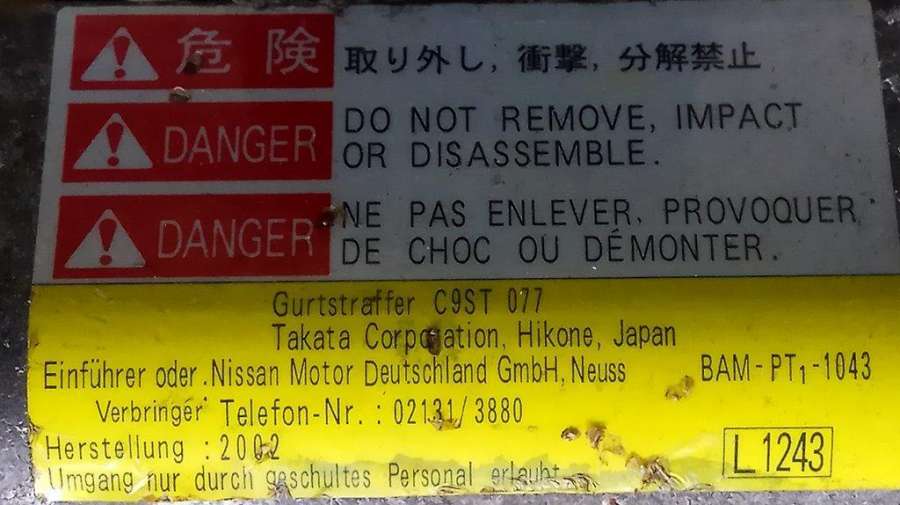 危険 取り外し, 衝撃, 分解禁止
DANGER DO NOT REMOVE, IMPACT
OR DISASSEMBLE.
DANGER NE PAS ENLEVER, PROVOQUER
DE CHOC OU DÉMONTER.
Gurtstraffer C9ST 077
Takata Corporation, Hikone, Japan
Einführer oder Nissan Motor Deutschland GmbH, Neuss BAM-PT₁-1043
Verbringer Telefon-Nr. : 02131/3880
Herstellung : 2002
L1243
Umgang nur durch geschultes Personal erlaubt